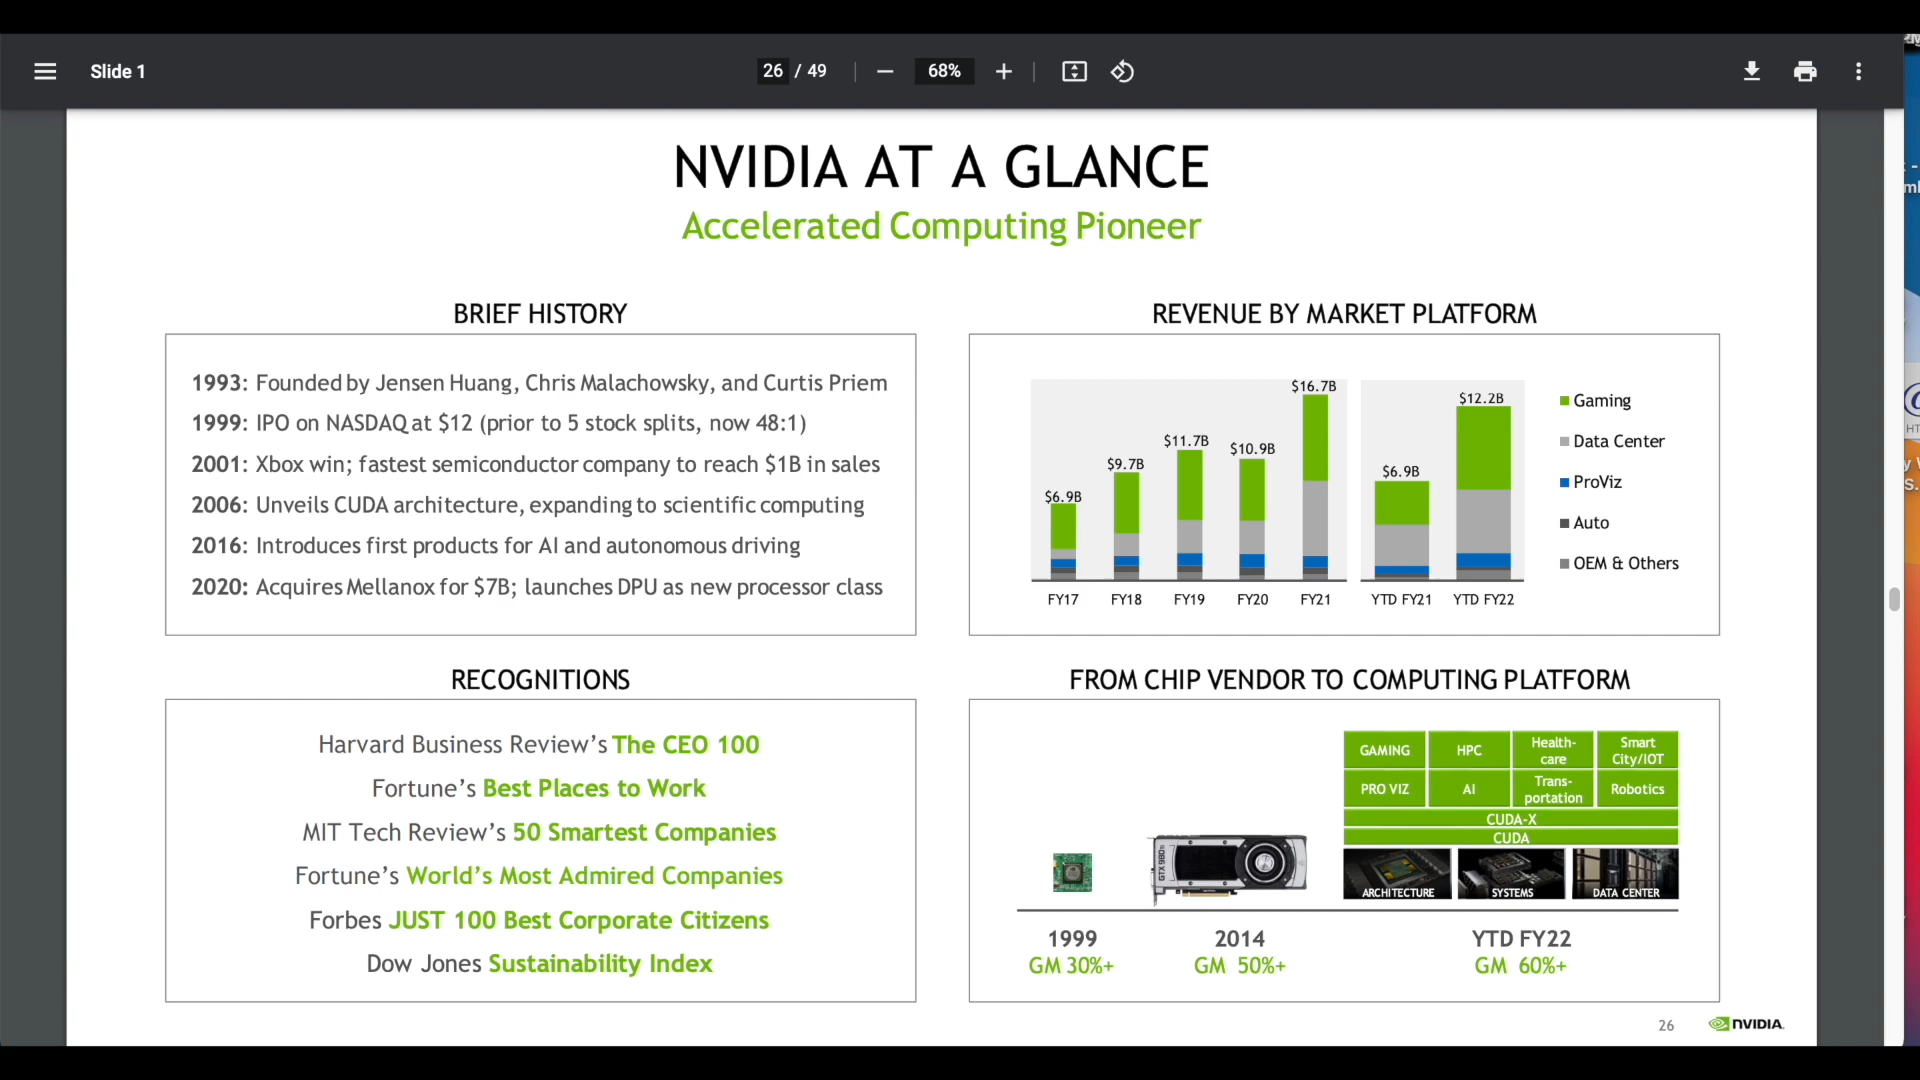 Slide 1
26 / 49
68%
NVIDIA AT A GLANCE
Accelerated Computing Pioneer
BRIEF HISTORY
1993: Founded by Jensen Huang, Chris Malachowsky, and Curtis Priem
1999: IPO on NASDAQ at $12 (prior to 5 stock splits, now 48:1)
2001: Xbox win; fastest semiconductor company to reach $1B in sales
2006: Unveils CUDA architecture, expanding to scientific computing
2016: Introduces first products for AI and autonomous driving
2020: Acquires Mellanox for $7B; launches DPU as new processor class
REVENUE BY MARKET PLATFORM
$6.9B
$9.7B
$11.7B
$10.9B
$16.7B
$6.9B
$12.2B
FY17
FY18
FY19
FY20
FY21
YTD FY21
YTD FY22
Gaming
Data Center
ProViz
Auto
OEM & Others
RECOGNITIONS
Harvard Business Review’s The CEO 100
Fortune’s Best Places to Work
MIT Tech Review’s 50 Smartest Companies
Fortune’s World’s Most Admired Companies
Forbes JUST 100 Best Corporate Citizens
Dow Jones Sustainability Index
FROM CHIP VENDOR TO COMPUTING PLATFORM
GAMING
HPC
Health-
care
Smart
City/IOT
PRO VIZ
AI
Trans-
portation
Robotics
CUDA-X
CUDA
ARCHITECTURE
SYSTEMS
DATA CENTER
GTX 980Ti
1999
GM 30%+
2014
GM 50%+
YTD FY22
GM 60%+
26
NVIDIA.